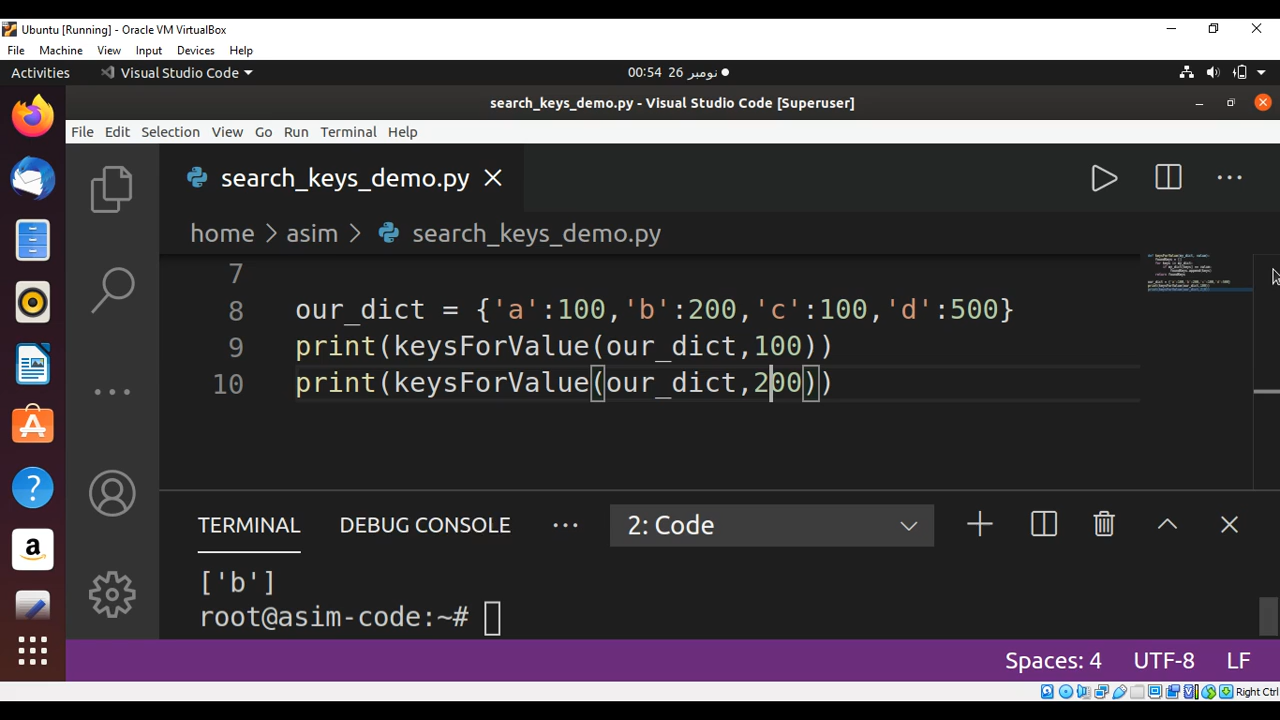 Ubuntu [Running] - Oracle VM VirtualBox
File Machine View Input Devices Help
Activities Visual Studio Code 00:54 26 نومبر
search_keys_demo.py - Visual Studio Code [Superuser]
File Edit Selection View Go Run Terminal Help
search_keys_demo.py
home > asim > search_keys_demo.py
7
8 our_dict = {'a':100,'b':200,'c':100,'d':500}
9 print(keysForValue(our_dict,100))
10 print(keysForValue(our_dict,200))
TERMINAL DEBUG CONSOLE ... 2: Code
['b']
root@asim-code:~#
Spaces: 4 UTF-8 LF
Right Ctrl